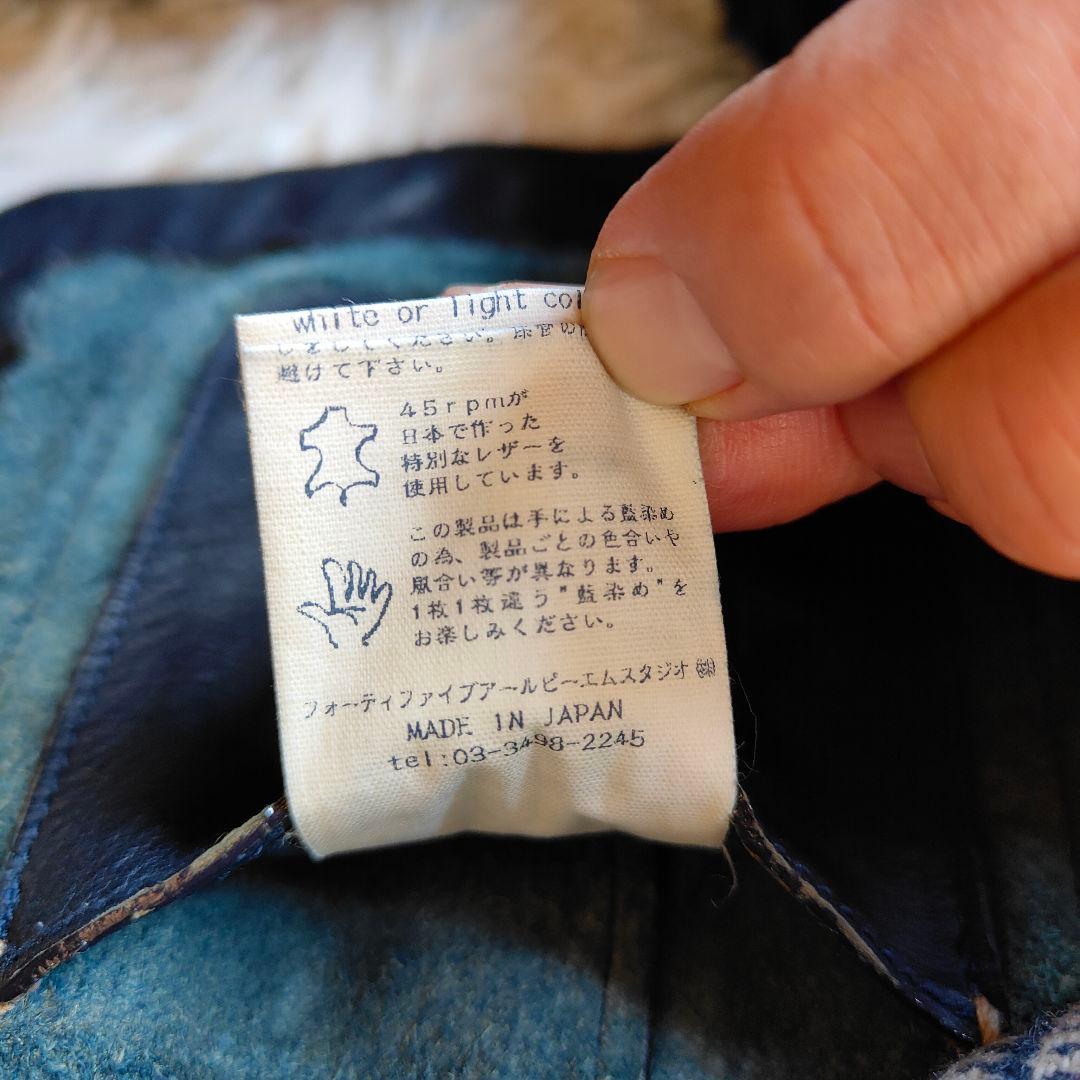 white or light
避けて下さい。
45rpmが
日本で作った
特別なレザーを
使用しています。
この製品は手による藍染め
の為、製品ごとの色合いや
風合い等が異なります。
1枚1枚違う"藍染め"を
お楽しみください。
フォーティファイブアールピーエムスタジオ㈱
MADE IN JAPAN
tel:03-3498-2245